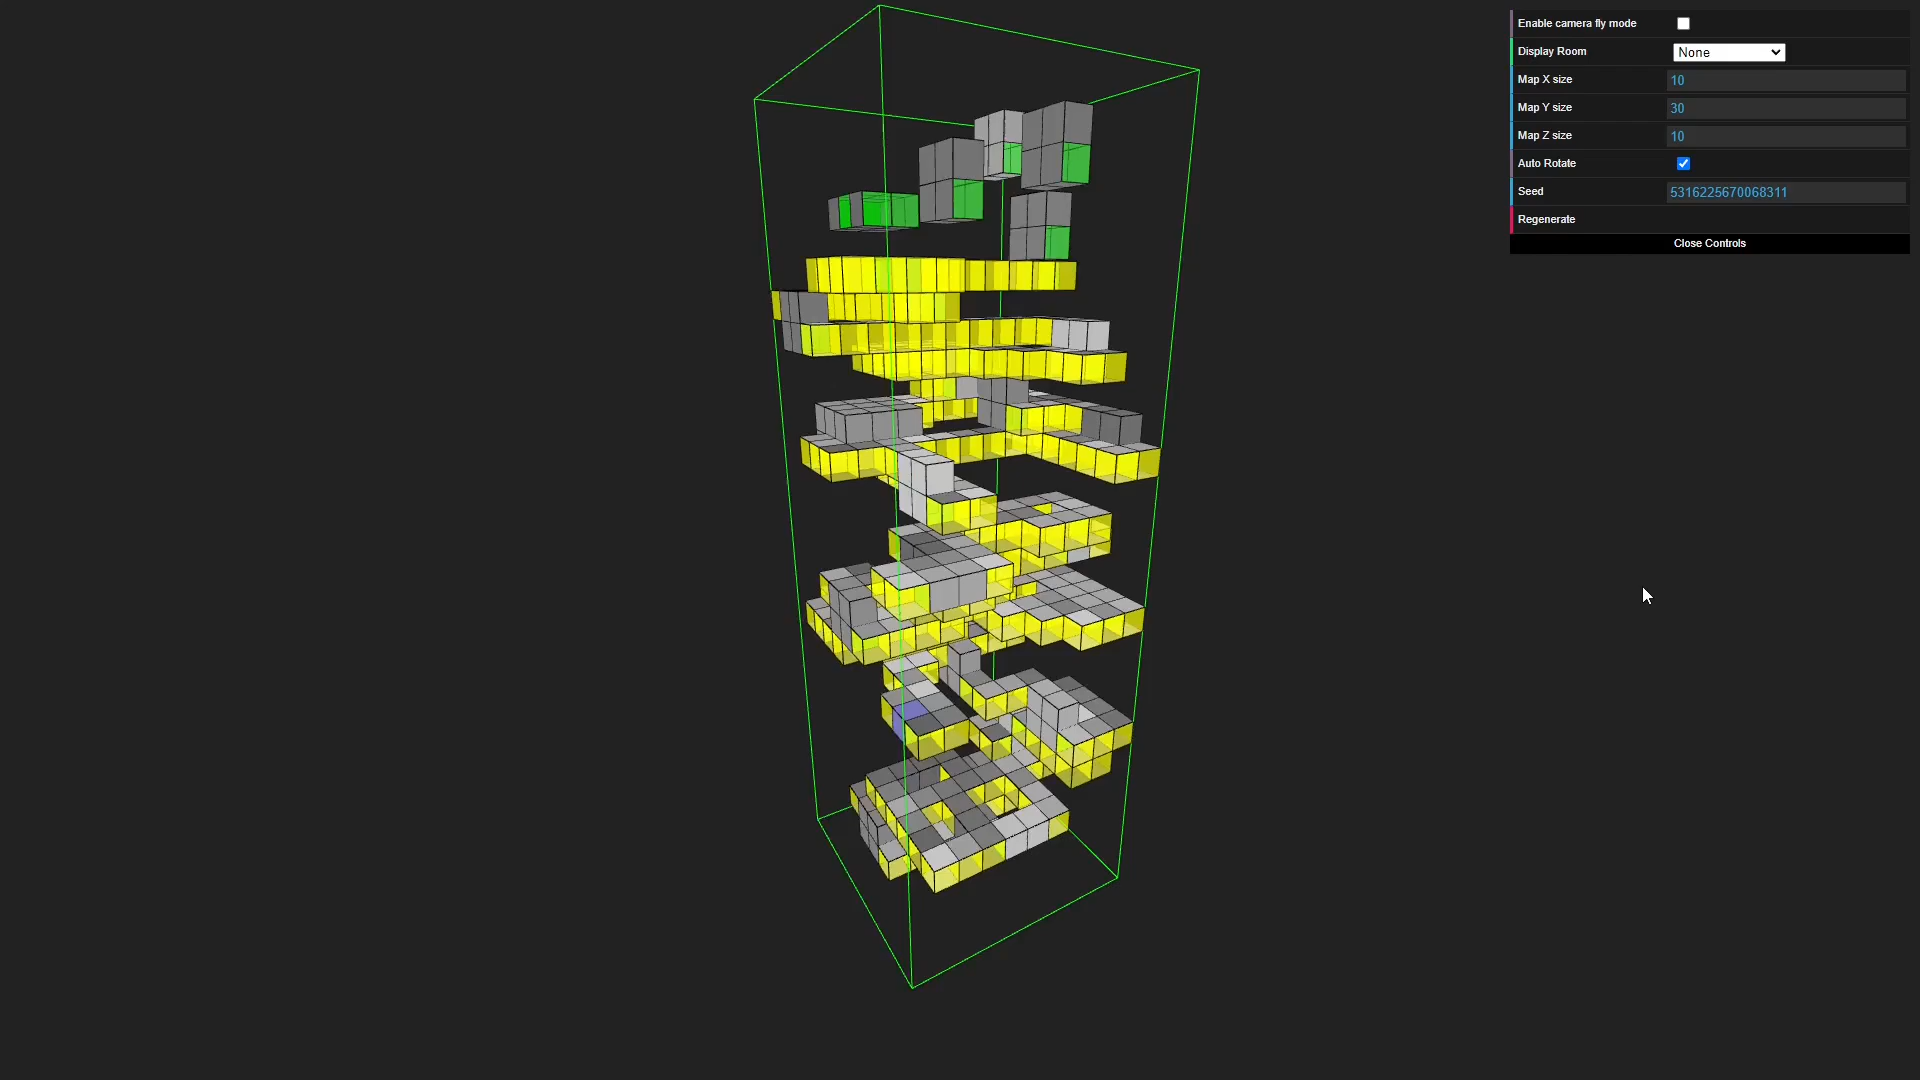 Enable camera fly mode
Display Room None
Map X size 10
Map Y size 30
Map Z size 10
Auto Rotate
Seed 5316225670068311
Regenerate
Close Controls